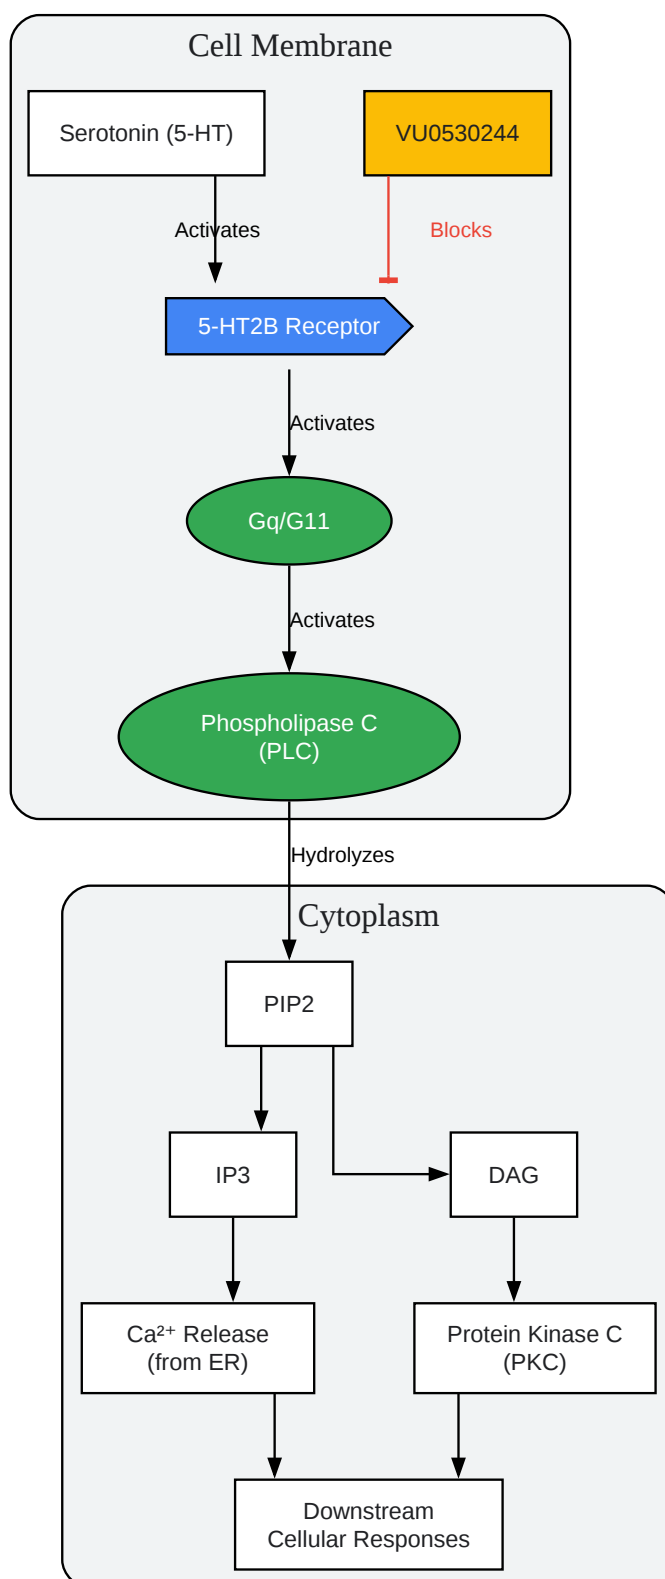 Cell Membrane
Serotonin (5-HT)
VU0530244
Activates
Blocks
5-HT2B Receptor
Activates
Gq/G11
Activates
Phospholipase C
(PLC)
Hydrolyzes
Cytoplasm
PIP2
IP3
DAG
Ca²⁺ Release
(from ER)
Protein Kinase C
(PKC)
Downstream
Cellular Responses